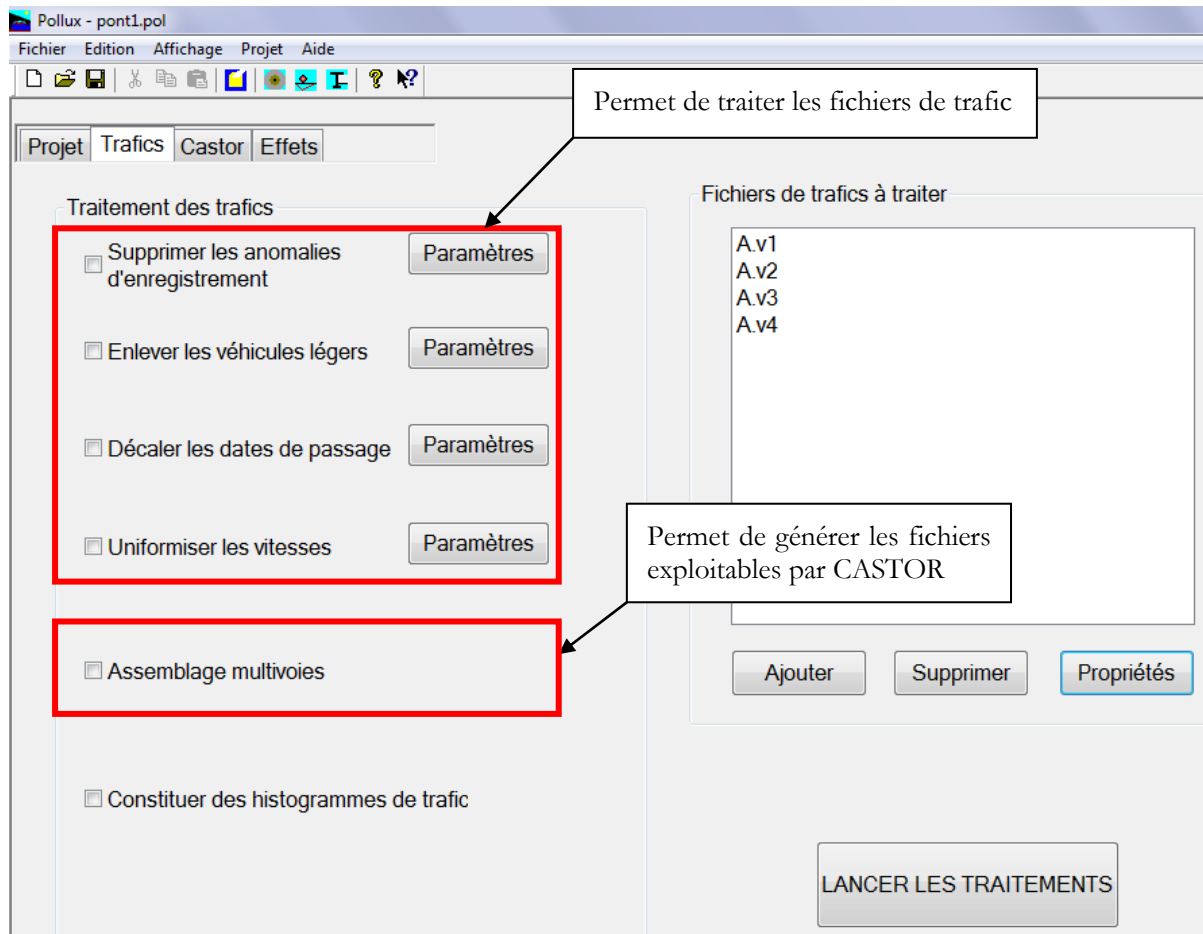 Pollux - pont1.pol
Fichier Edition Affichage Projet Aide
Permet de traiter les fichiers de trafic
Projet Trafics Castor Effets
Traitement des trafics
Supprimer les anomalies
d'enregistrement
Paramètres
Enlever les véhicules légers
Paramètres
Décaler les dates de passage
Paramètres
Uniformiser les vitesses
Paramètres
Assemblage multivoies
Constituer des histogrammes de trafic
Fichiers de trafics à traiter
A.v1
A.v2
A.v3
A.v4
Permet de générer les fichiers
exploitables par CASTOR
Ajouter Supprimer Propriétés
LANCER LES TRAITEMENTS